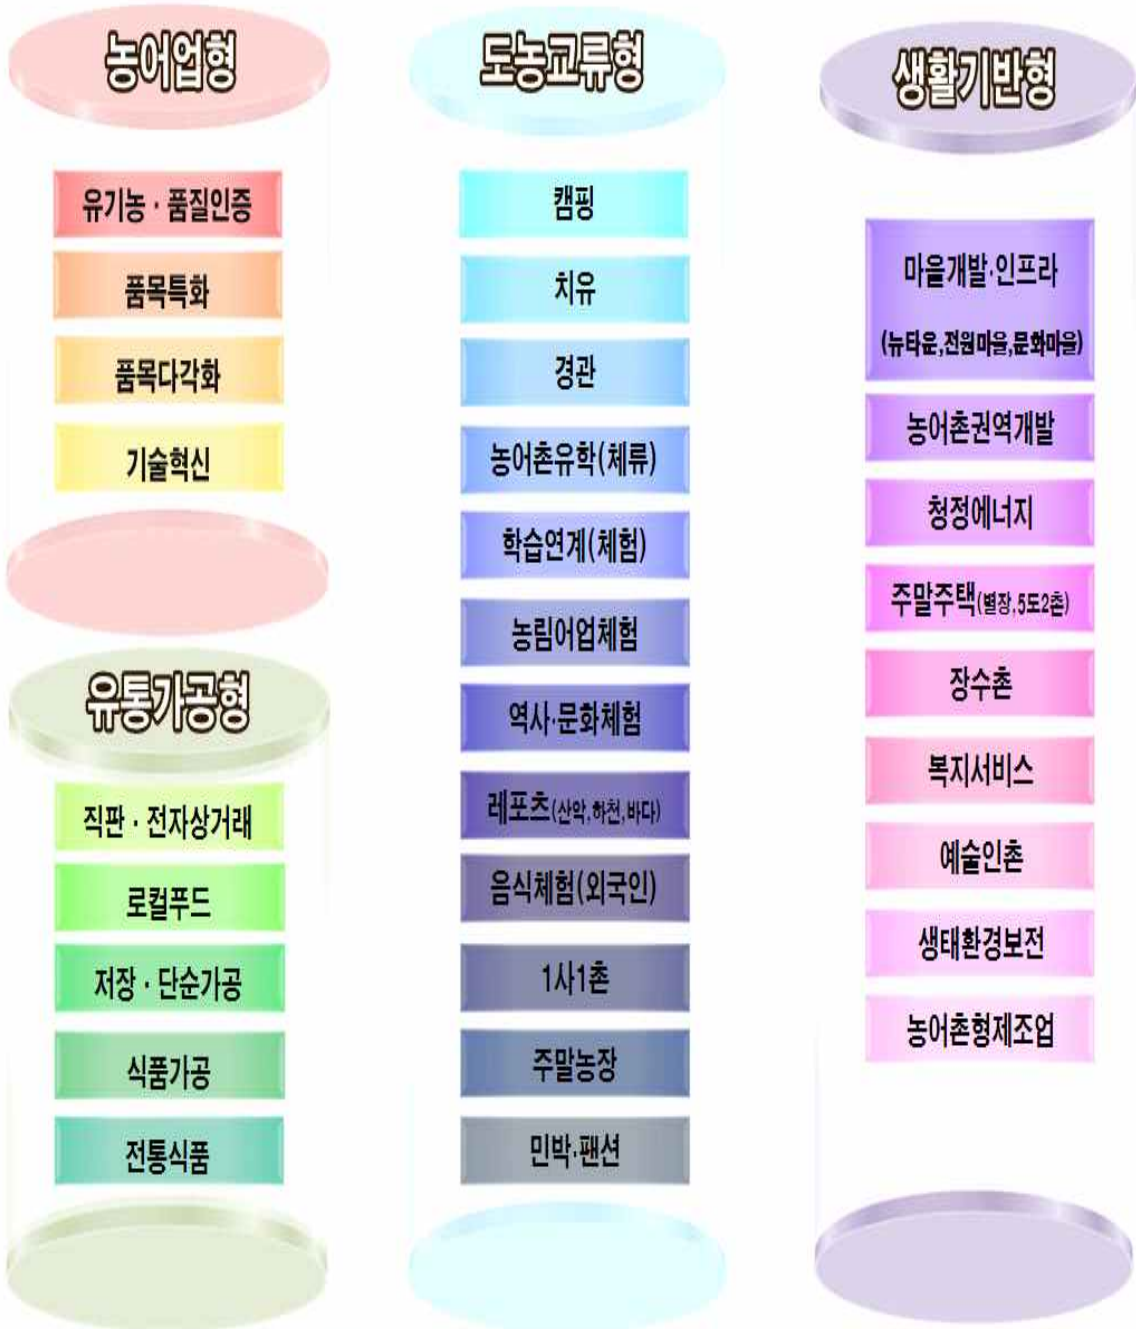 농어업형
유기농 · 품질인증
품목특화
품목다각화
기술혁신
유통가공형
직판 · 전자상거래
로컬푸드
저장 · 단순가공
식품가공
전통식품
도농교류형
캠핑
치유
경관
농어촌유학(체류)
학습연계(체험)
농림어업체험
역사·문화체험
레포츠(산악,하천,바다)
음식체험(외국인)
1사1촌
주말농장
민박·팬션
생활기반형
마을개발·인프라
(뉴타운,전원마을,문화마을)
농어촌권역개발
청정에너지
주말주택(별장,5도2촌)
장수촌
복지서비스
예술인촌
생태환경보전
농어촌형제조업